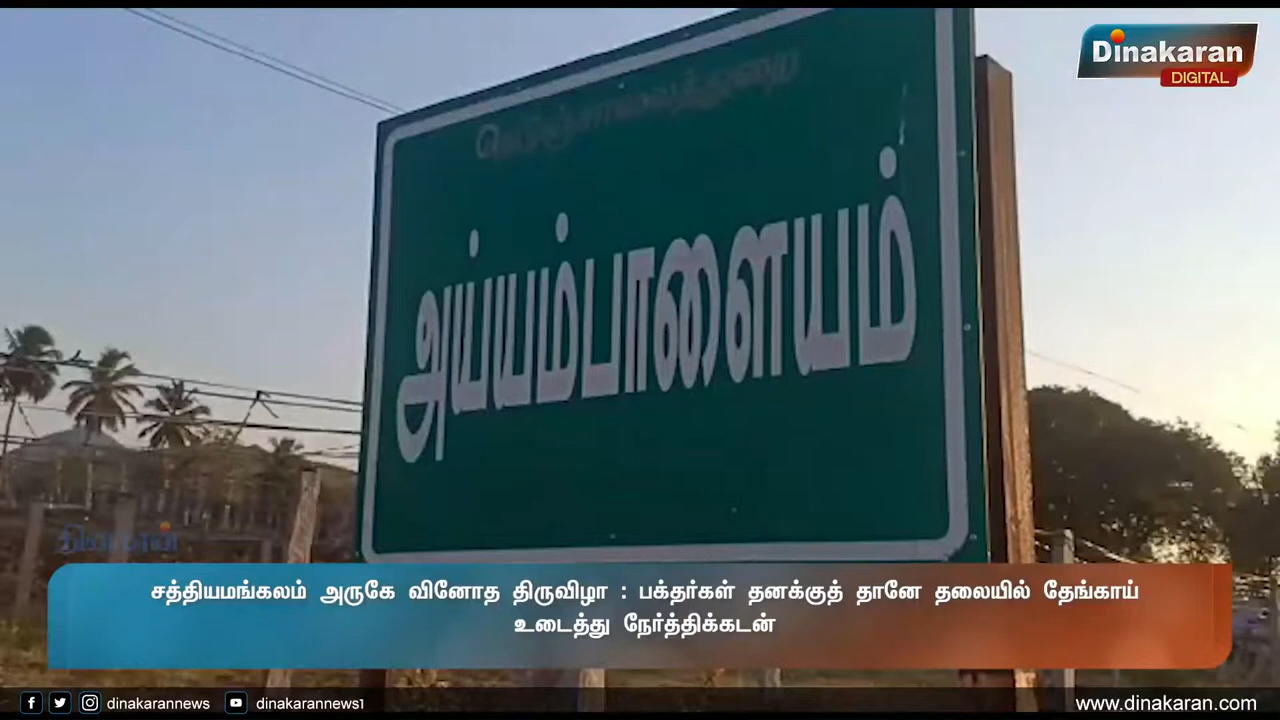 Dinakaran
DIGITAL
நெடுஞ்சாலைத்துறை
அய்யம்பாளையம்
தினகரன்
சத்தியமங்கலம் அருகே வினோத திருவிழா : பக்தர்கள் தனக்குத் தானே தலையில் தேங்காய்
உடைத்து நேர்த்திக்கடன்
dinakarannews
dinakarannews1
www.dinakaran.com